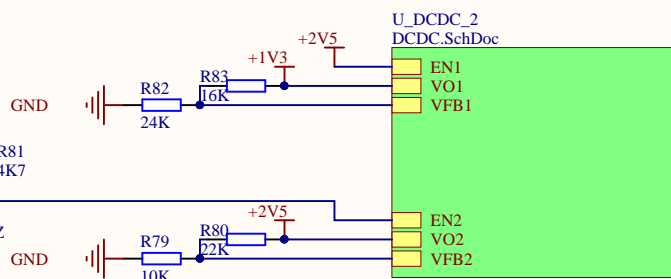 U_DCDC_2
DCDC.SchDoc
+2V5
+1V3
EN1
R82
R83
VO1
16K
GND
VFB1
24K
R81
4K7
+2V5
EN2
Z
R79
R80
VO2
22K
GND
VFB2
10K